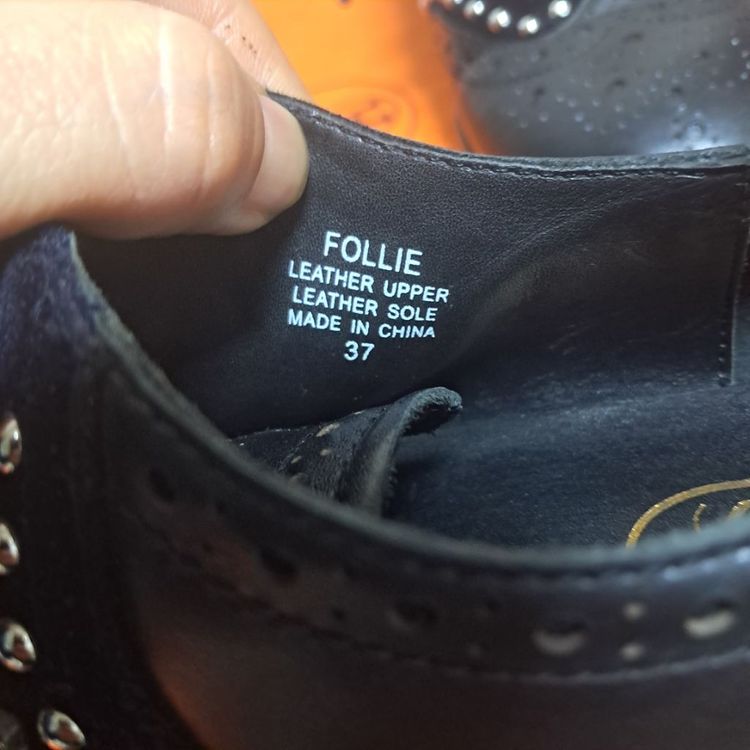 FOLLIE
LEATHER UPPER
LEATHER SOLE
MADE IN CHINA
37